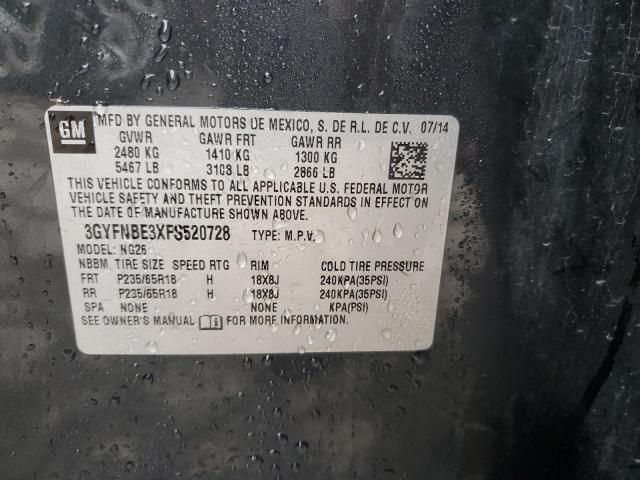 GM
MFD BY GENERAL MOTORS DE MEXICO, S. DE R.L. DE C.V. 07/14
GVWR GAWR FRT GAWR RR
2480 KG 1410 KG 1300 KG
5467 LB 3108 LB 2866 LB
THIS VEHICLE CONFORMS TO ALL APPLICABLE U.S. FEDERAL MOTOR
VEHICLE SAFETY AND THEFT PREVENTION STANDARDS IN EFFECT ON
THE DATE OF MANUFACTURE SHOWN ABOVE.
3GYFNBE3XFS520728 TYPE: M.P.V.
MODEL: NG26
NBBM TIRE SIZE SPEED RTG RIM COLD TIRE PRESSURE
FRT P235/65R18 H 18X8J 240KPA(35PSI)
RR P235/65R18 H 18X8J 240KPA(35PSI)
SPA NONE NONE KPA(PSI)
SEE OWNER'S MANUAL FOR MORE INFORMATION.